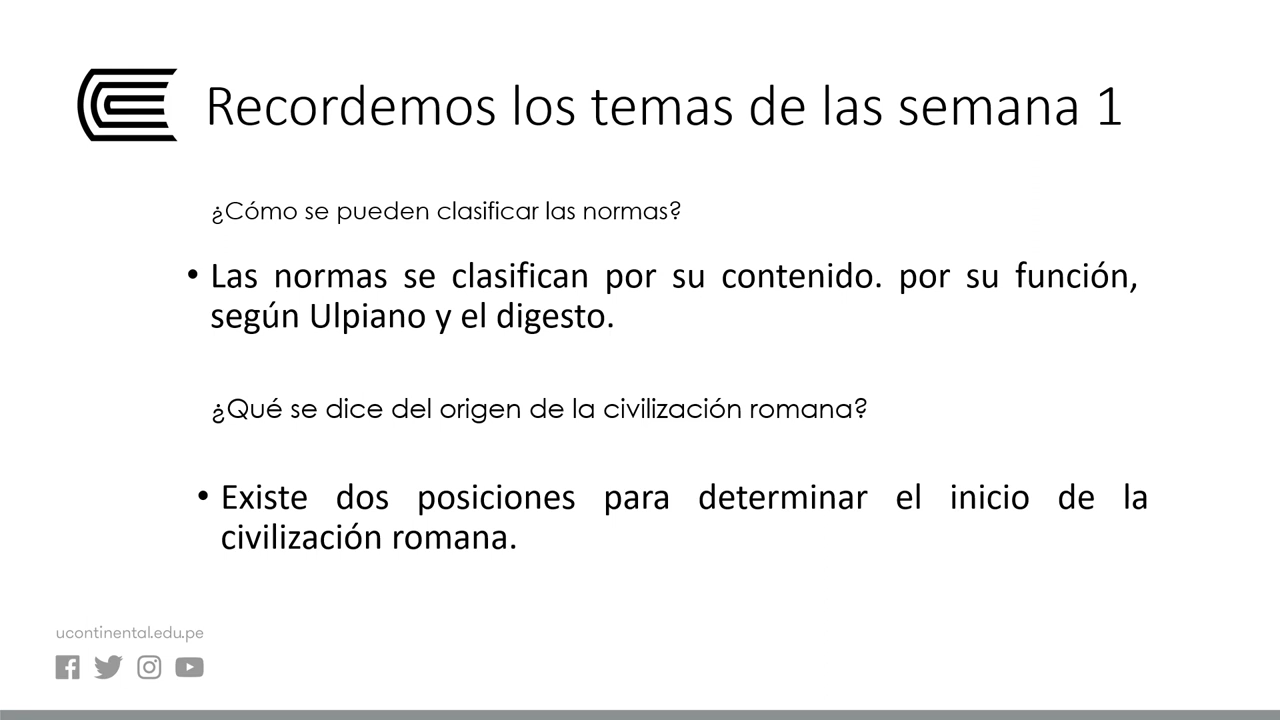 Recordemos los temas de las semana 1
¿Cómo se pueden clasificar las normas?
• Las normas se clasifican por su contenido. por su función,
según Ulpiano y el digesto.
¿Qué se dice del origen de la civilización romana?
• Existe dos posiciones para determinar el inicio de la
civilización romana.
ucontinental.edu.pe